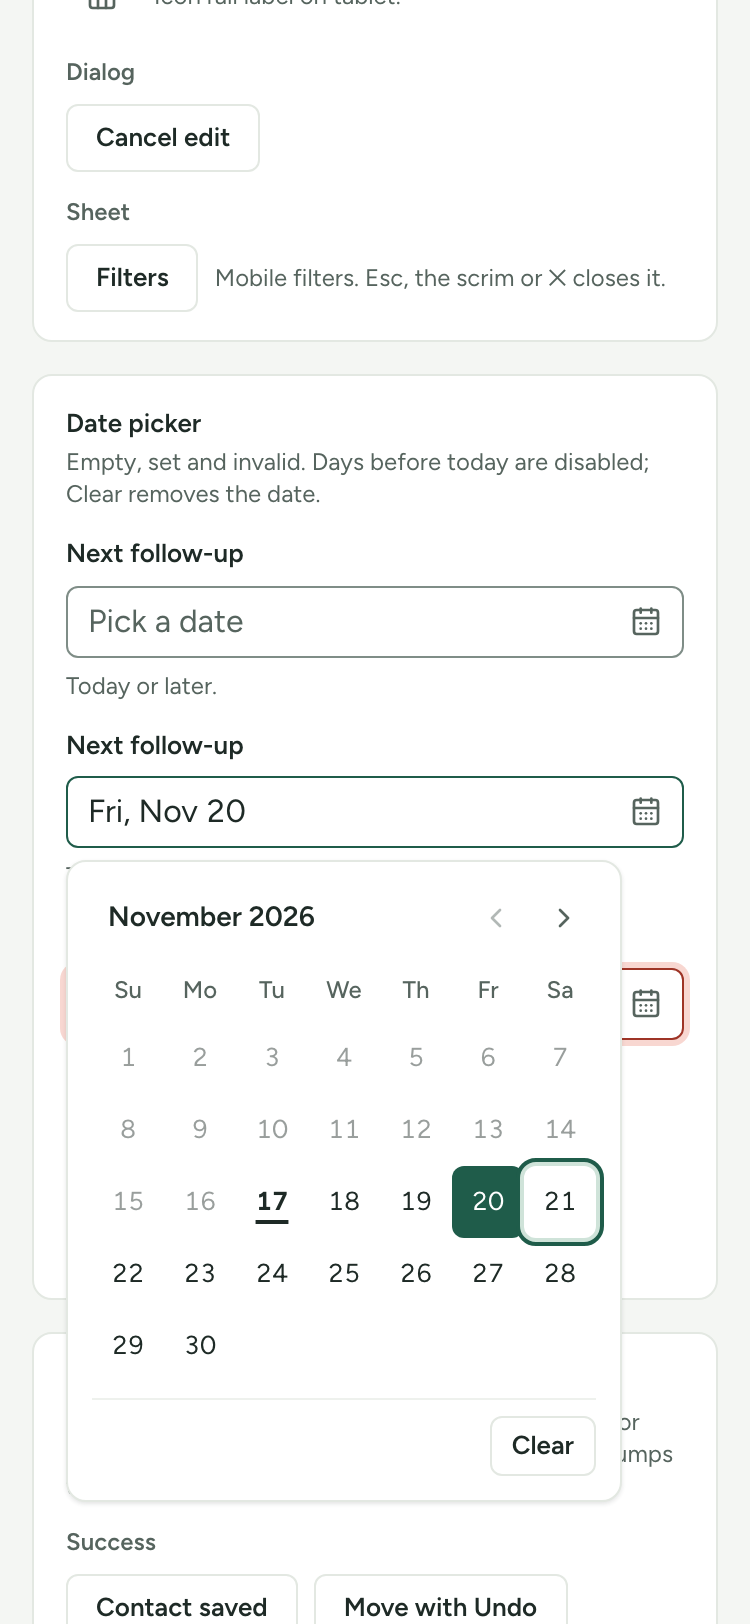 Dialog
Cancel edit
Sheet
Filters
Mobile filters. Esc, the scrim or × closes it.
Date picker
Empty, set and invalid. Days before today are disabled;
Clear removes the date.
Next follow-up
Pick a date
Today or later.
Next follow-up
Fri, Nov 20
November 2026
Su Mo Tu We Th Fr Sa
1 2 3 4 5 6 7
8 9 10 11 12 13 14
15 16 17 18 19 20 21
22 23 24 25 26 27 28
29 30
or
Clear
Success
Contact saved
Move with Undo